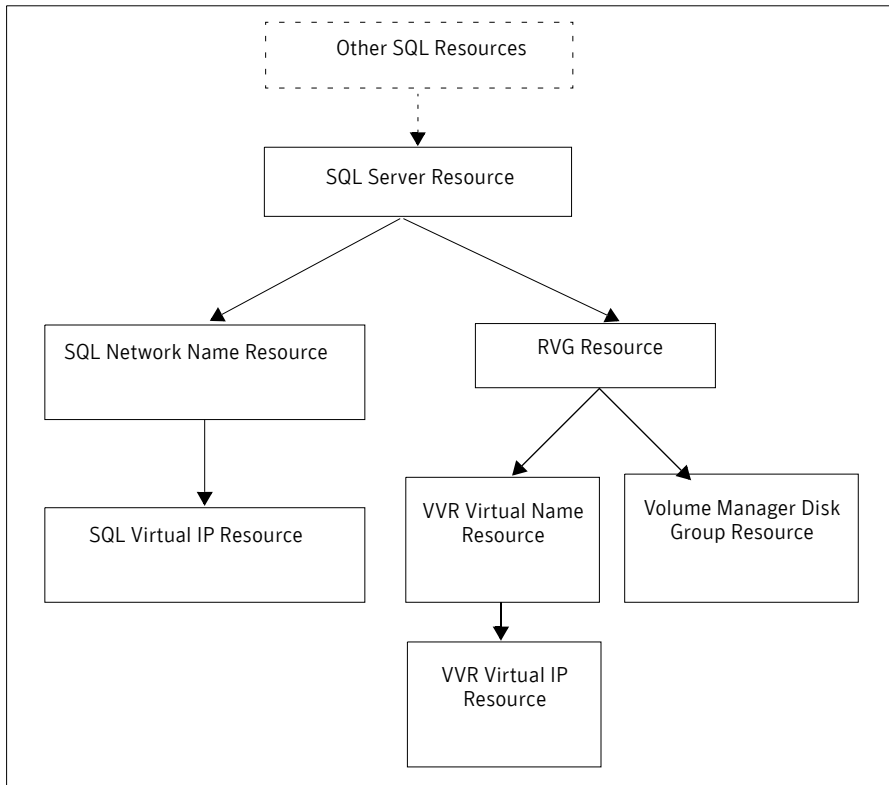 Other SQL Resources
SQL Server Resource
SQL Network Name Resource
RVG Resource
SQL Virtual IP Resource
VVR Virtual Name
Resource
Volume Manager Disk
Group Resource
VVR Virtual IP
Resource